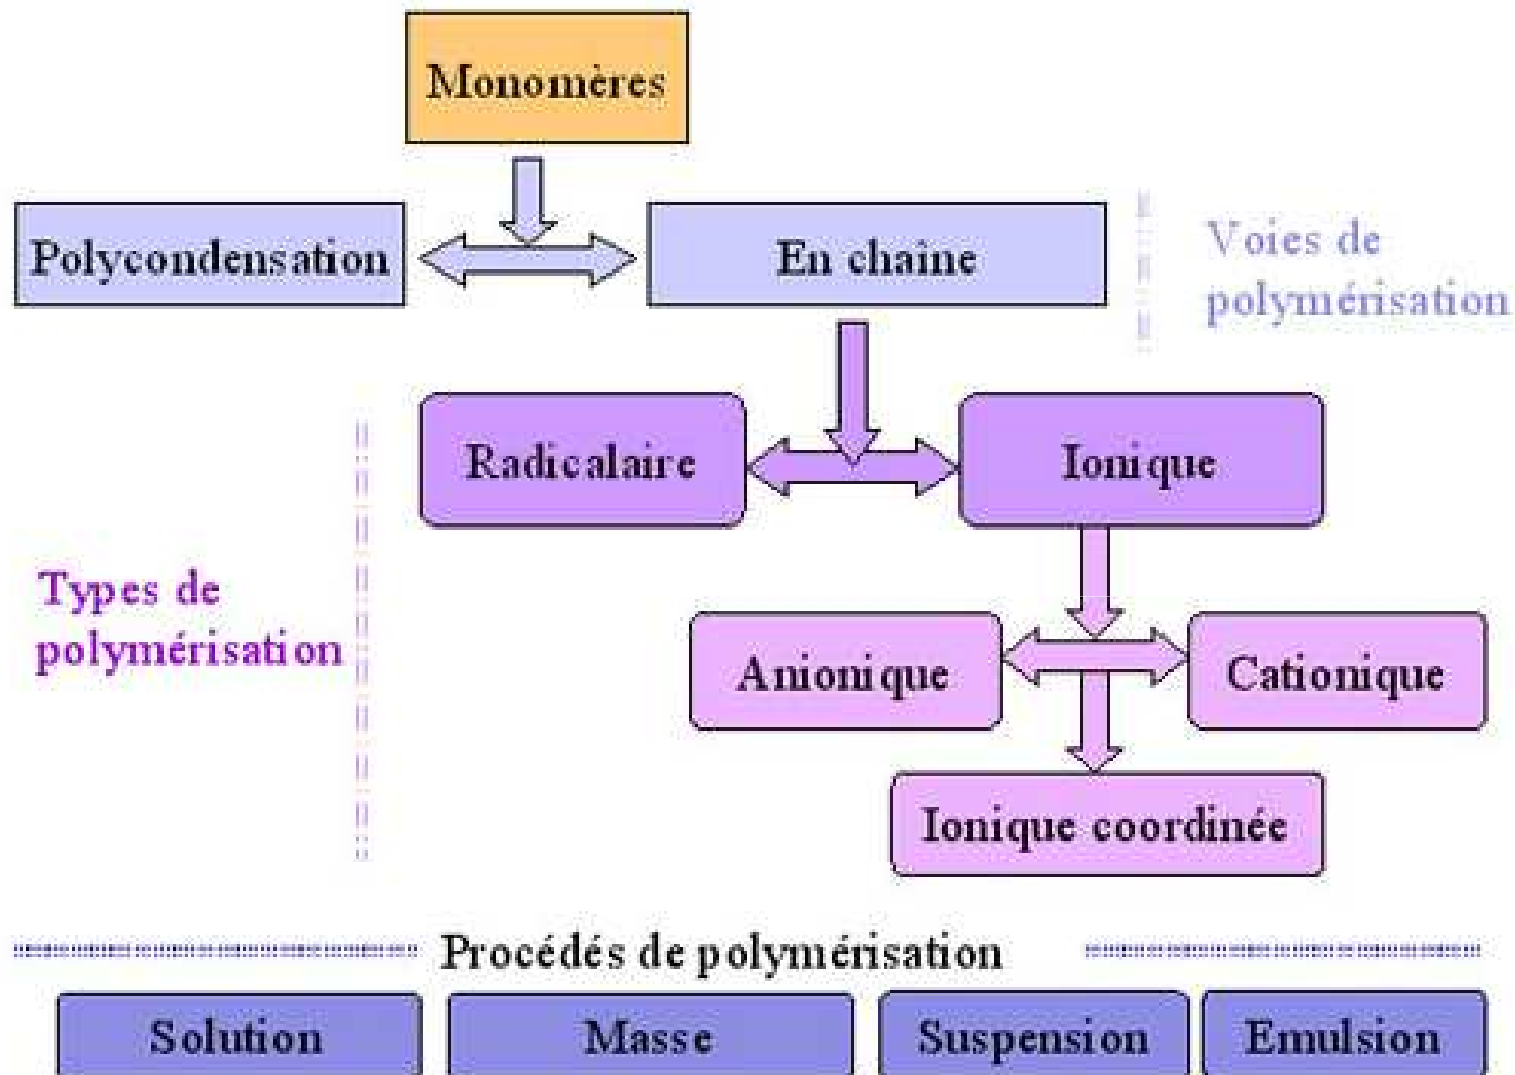 Monomères
Polycondensation
En chaine
Voies de
polymérisation
Radicalaire
Ionique
Types de
polymérisation
Anionique
Cationique
Ionique coordinée
Procédés de polymérisation
Solution
Masse
Suspension
Emulsion